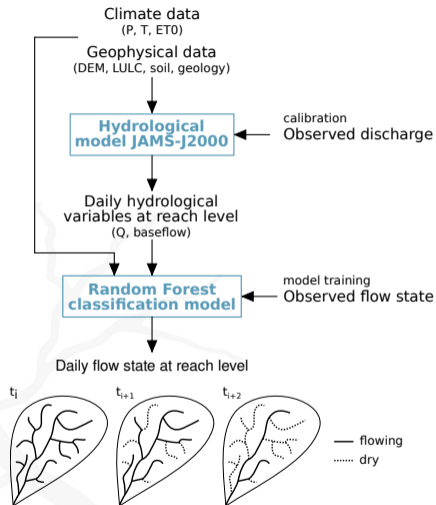 Climate data
(P, T, ET0)
Geophysical data
(DEM, LULC, soil, geology)
Hydrological
model JAMS-J2000
calibration
Observed discharge
Daily hydrological
variables at reach level
(Q, baseflow)
Random Forest
classification model
model training
Observed flow state
Daily flow state at reach level
ti
ti+1
ti+2
flowing
dry